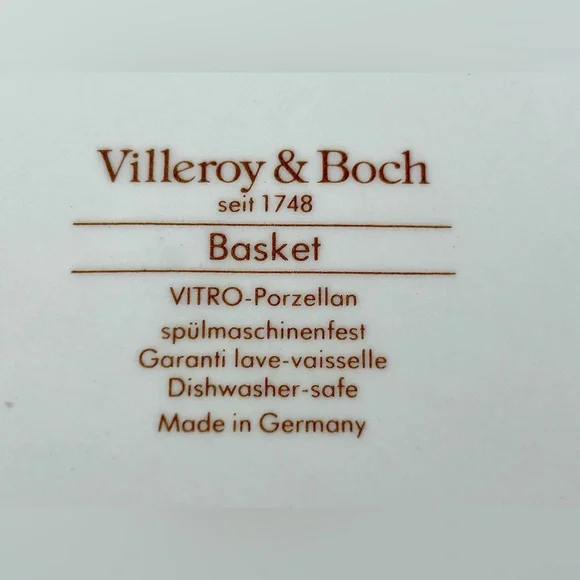 Villeroy & Boch
seit 1748
Basket
VITRO-Porzellan
spülmaschinenfest
Garanti lave-vaisselle
Dishwasher-safe
Made in Germany